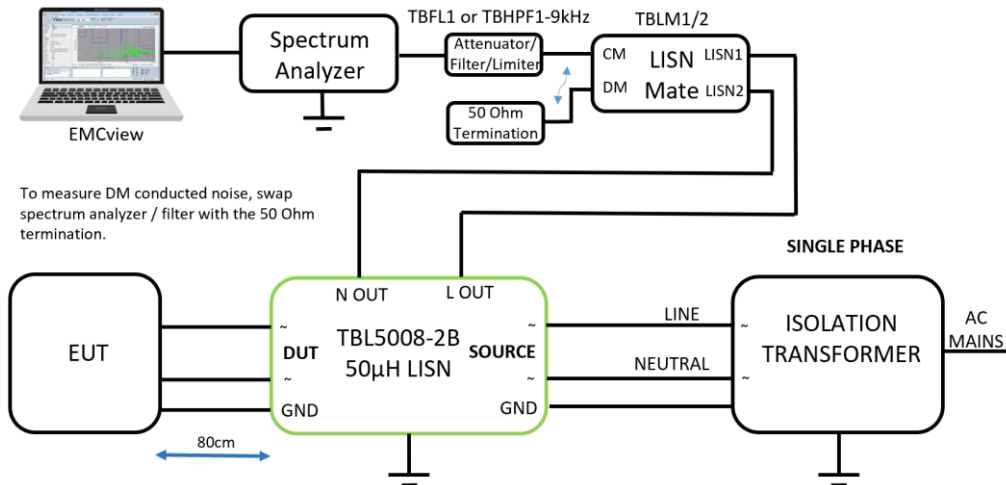 TBFL1 or TBHPF1-9kHz
TBLM1/2
Spectrum
Analyzer
Attenuator/
Filter/Limiter
CM
DM
LISN
Mate
LISN1
LISN2
50 Ohm
Termination
EMCview
To measure DM conducted noise, swap
spectrum analyzer / filter with the 50 Ohm
termination.
SINGLE PHASE
EUT
80cm
N OUT
L OUT
~
DUT
~
GND
TBL5008-2B
50µH LISN
~
SOURCE
~
GND
LINE
NEUTRAL
~
~
ISOLATION
TRANSFORMER
AC
MAINS